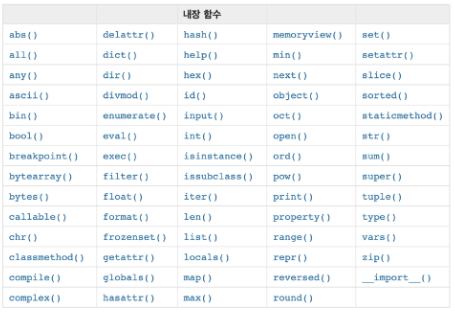 내장 함수
abs() delattr() hash() memoryview() set()
all() dict() help() min() setattr()
any() dir() hex() next() slice()
ascii() divmod() id() object() sorted()
bin() enumerate() input() oct() staticmethod()
bool() eval() int() open() str()
breakpoint() exec() isinstance() ord() sum()
bytearray() filter() issubclass() pow() super()
bytes() float() iter() print() tuple()
callable() format() len() property() type()
chr() frozenset() list() range() vars()
classmethod() getattr() locals() repr() zip()
compile() globals() map() reversed() __import__()
complex() hasattr() max() round()